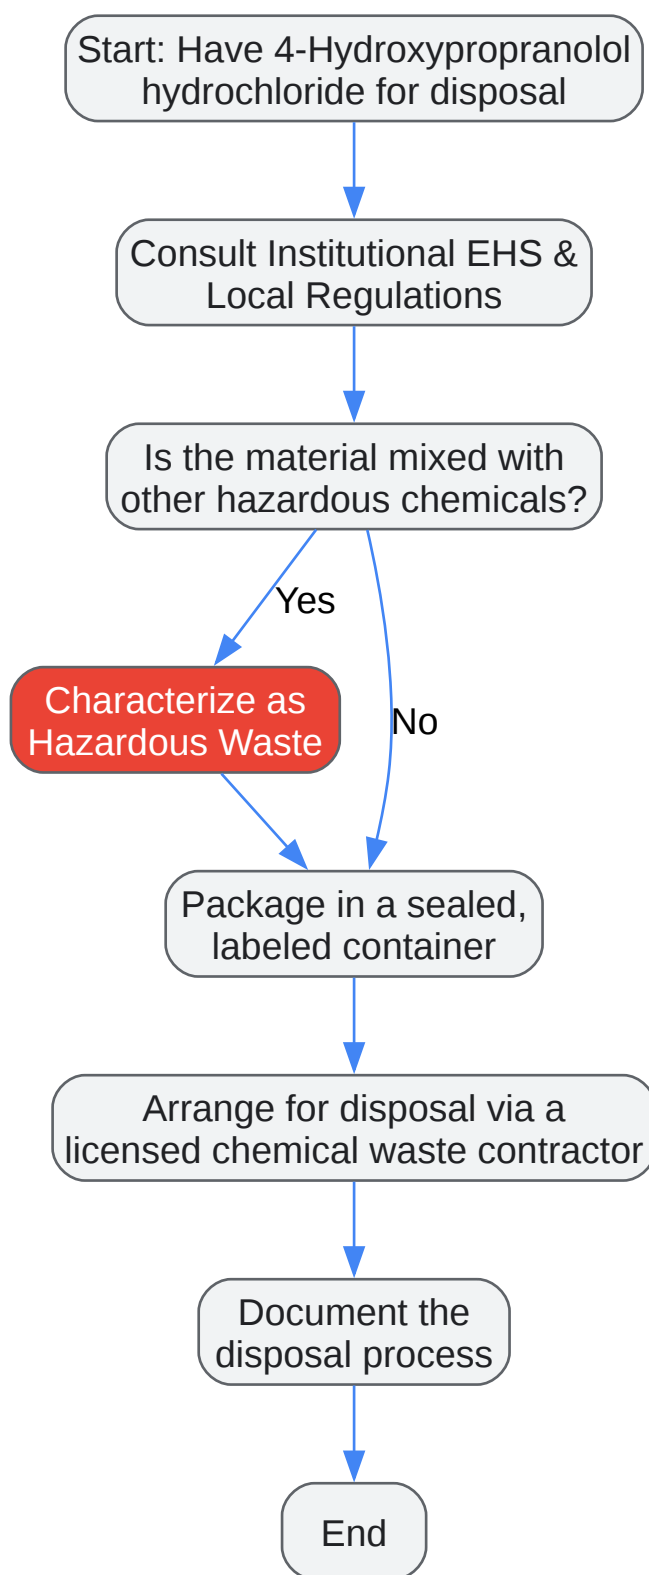 Start: Have 4-Hydroxypropranolol
hydrochloride for disposal
Consult Institutional EHS &
Local Regulations
Is the material mixed with
other hazardous chemicals?
Yes
Characterize as
Hazardous Waste
No
Package in a sealed,
labeled container
Arrange for disposal via a
licensed chemical waste contractor
Document the
disposal process
End